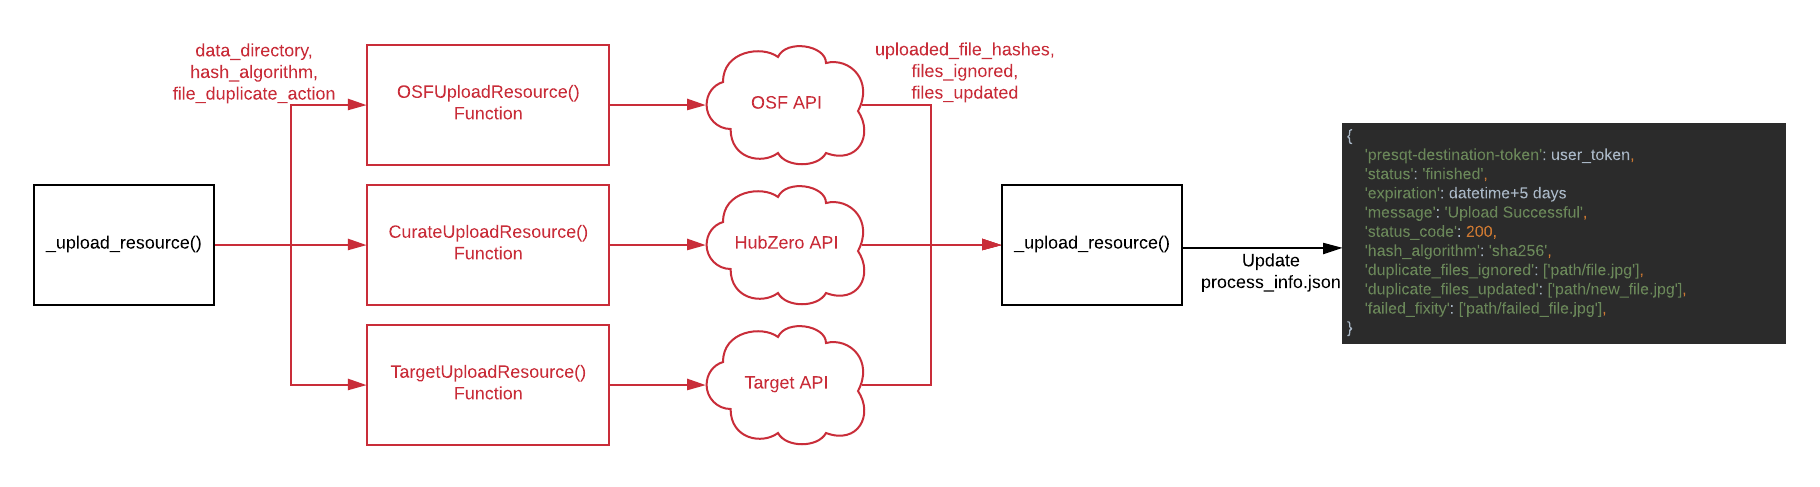 data_directory,
hash_algorithm,
file_duplicate_action
_upload_resource()
OSFUploadResource()
Function
CurateUploadResource()
Function
TargetUploadResource()
Function
OSF API
HubZero API
Target API
uploaded_file_hashes,
files_ignored,
files_updated
_upload_resource()
Update
process_info.json
{
'presqt-destination-token': user_token,
'status': 'finished',
'expiration': datetime+5 days
'message': 'Upload Successful',
'status_code': 200,
'hash_algorithm': 'sha256',
'duplicate_files_ignored': ['path/file.jpg'],
'duplicate_files_updated': ['path/new_file.jpg'],
'failed_fixity': ['path/failed_file.jpg'],
}